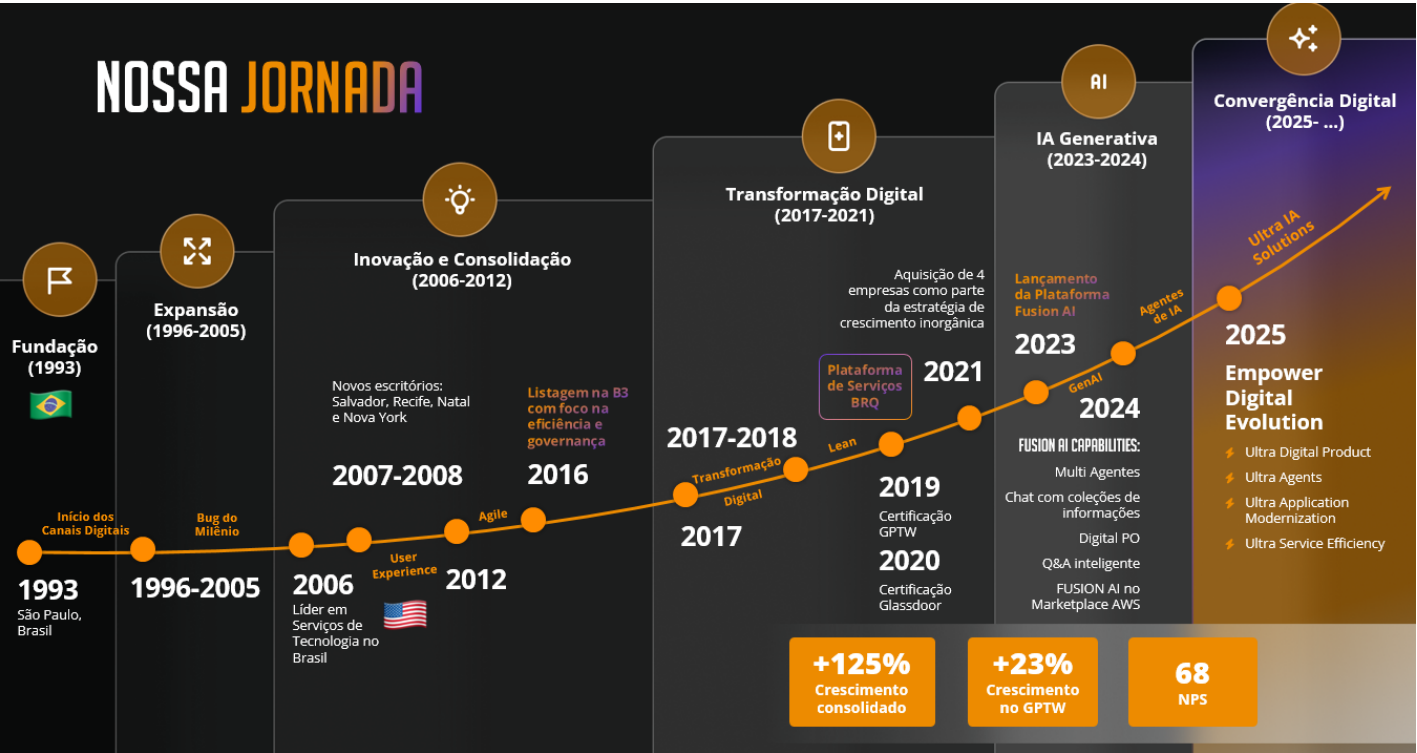 NOSSA JORNADA
Fundação
(1993)
Início dos
Canais Digitais
1993
São Paulo,
Brasil
Expansão
(1996-2005)
Bug do
Milênio
1996-2005
Inovação e Consolidação
(2006-2012)
Novos escritórios:
Salvador, Recife, Natal
e Nova York
2007-2008
Listagem na B3
com foco na
eficiência e
governança
2016
Agile
User
Experience
2006
Líder em
Serviços de
Tecnologia no
Brasil
2012
Transformação Digital
(2017-2021)
Aquisição de 4
empresas como parte
da estratégia de
crescimento inorgânica
2021
Plataforma
de Serviços
BRQ
2017-2018
Lean
Transformação
Digital
2017
2019
Certificação
GPTW
2020
Certificação
Glassdoor
AI
IA Generativa
(2023-2024)
Lançamento
da Plataforma
Fusion AI
2023
Agentes
de IA
GenAI
2024
FUSION AI CAPABILITIES:
Multi Agentes
Chat com coleções de
informações
Digital PO
Q&A inteligente
FUSION AI no
Marketplace AWS
Convergência Digital
(2025- ...)
Ultra IA
Solutions
2025
Empower
Digital
Evolution
Ultra Digital Product
Ultra Agents
Ultra Application
Modernization
Ultra Service Efficiency
+125%
Crescimento
consolidado
+23%
Crescimento
no GPTW
68
NPS